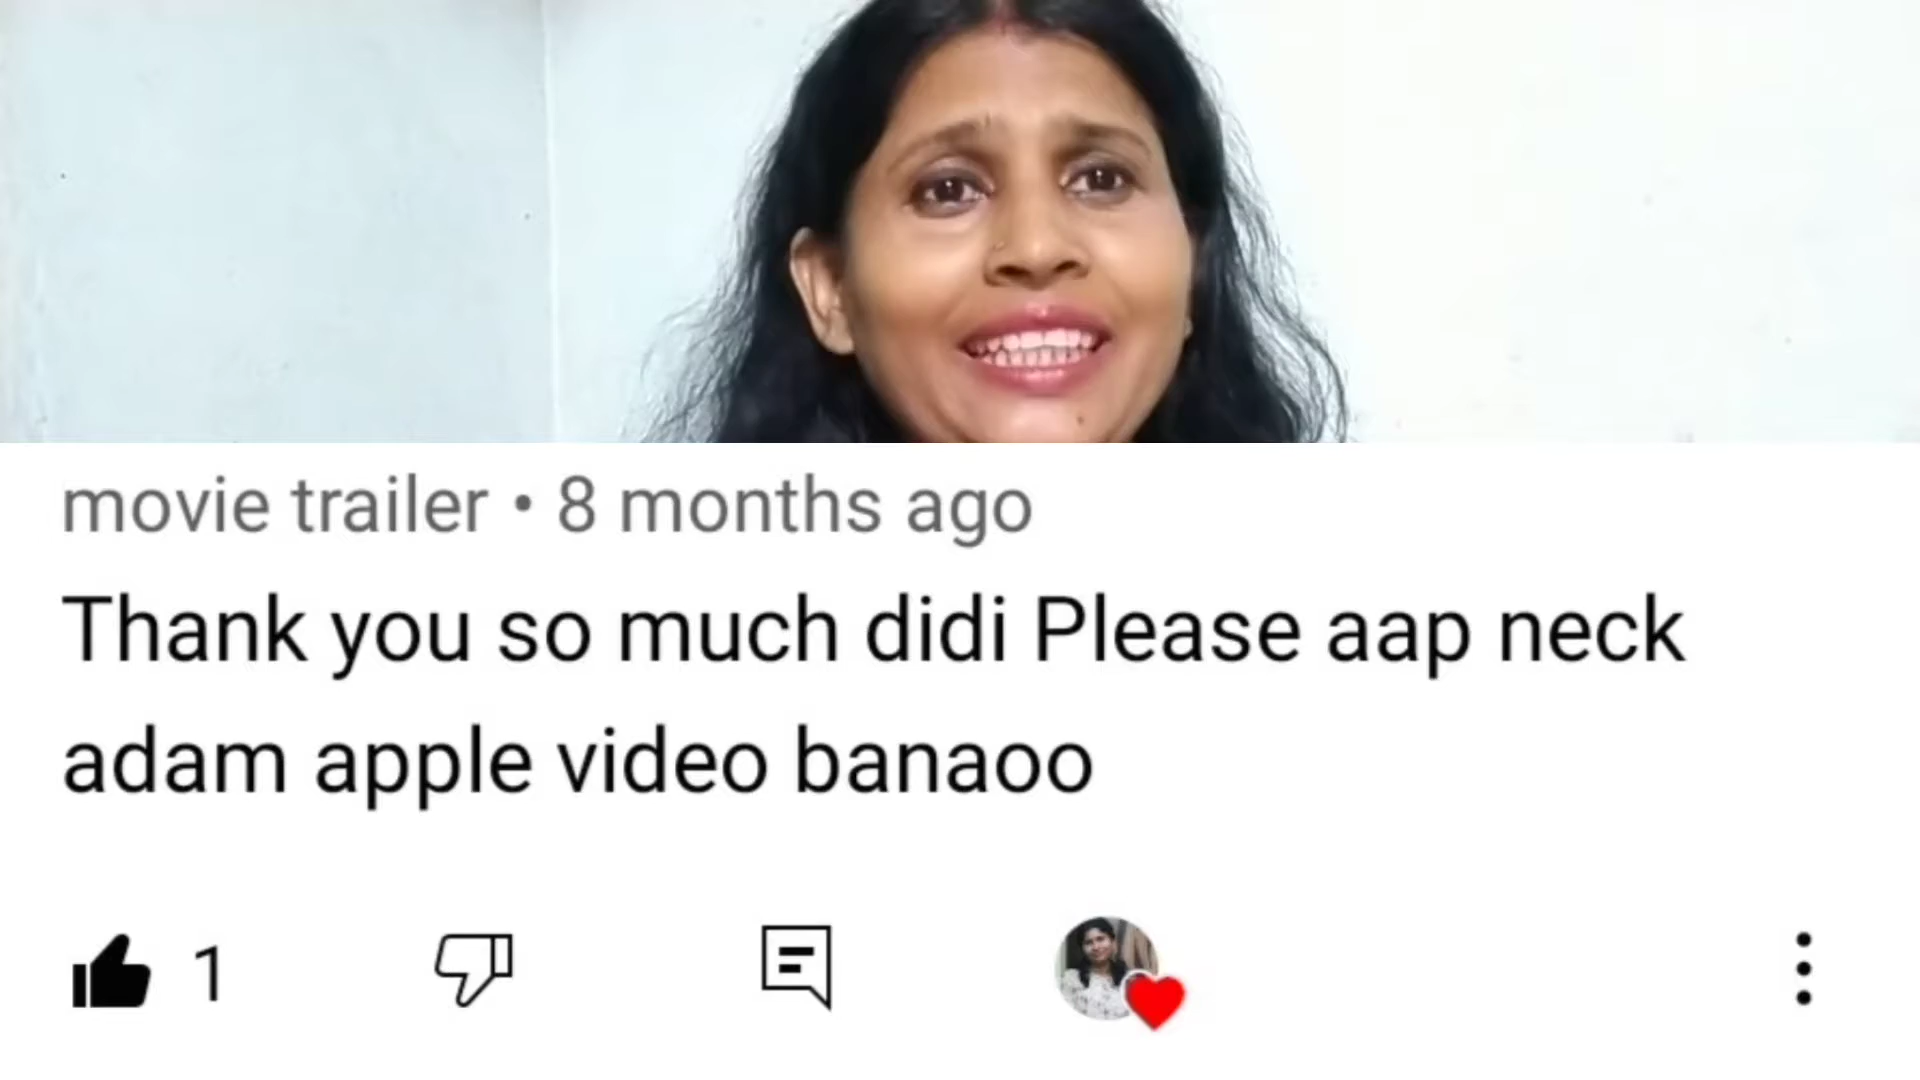 movie trailer • 8 months ago
Thank you so much didi Please aap neck
adam apple video banaoo
1